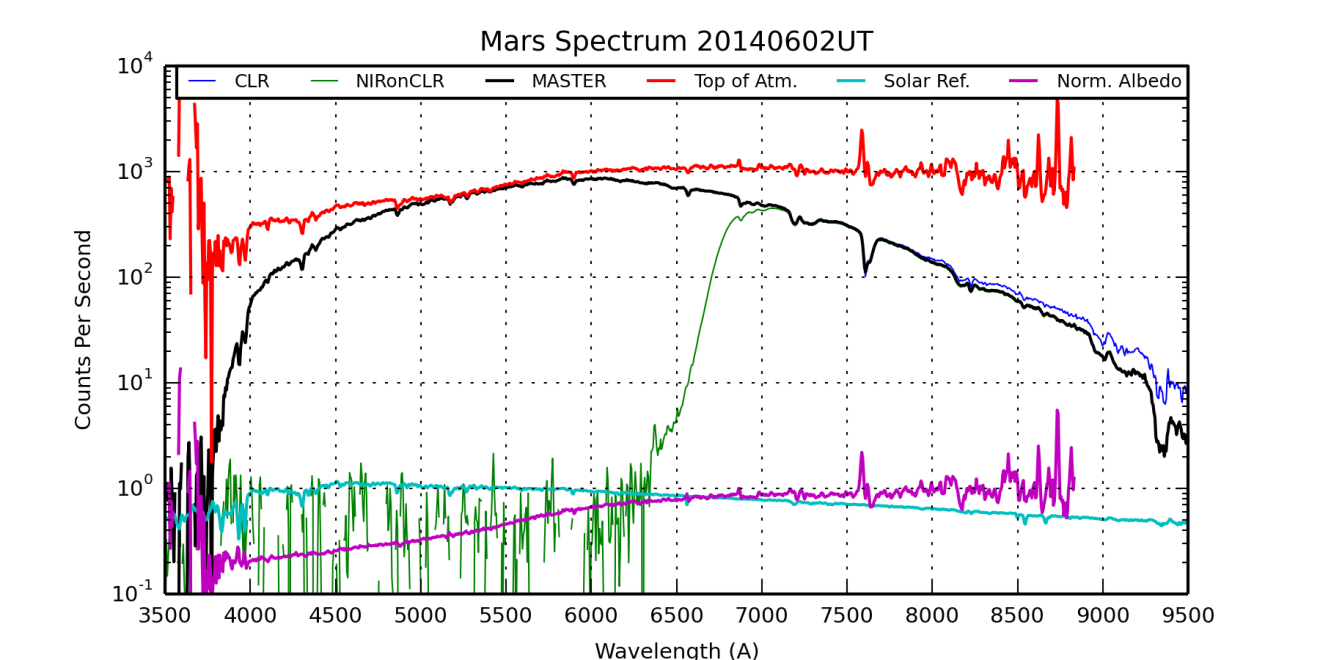 Mars Spectrum 20140602UT
CLR NIRonCLR MASTER Top of Atm. Solar Ref. Norm. Albedo
10^4
10^3
10^2
10^1
10^0
10^-1
Counts Per Second
3500 4000 4500 5000 5500 6000 6500 7000 7500 8000 8500 9000 9500
Wavelength (A)